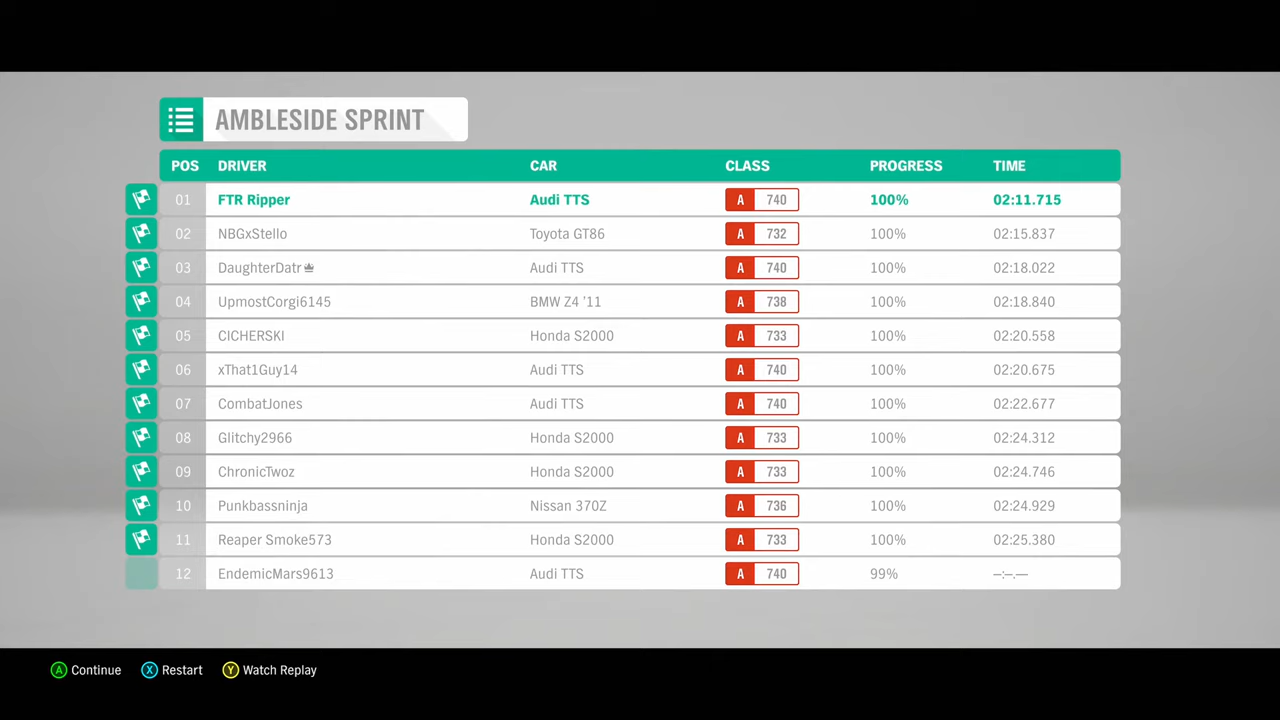 AMBLESIDE SPRINT
POS DRIVER CAR CLASS PROGRESS TIME
01 FTR Ripper Audi TTS A 740 100% 02:11.715
02 NBGxStello Toyota GT86 A 732 100% 02:15.837
03 DaughterDatr Audi TTS A 740 100% 02:18.022
04 UpmostCorgi6145 BMW Z4 '11 A 738 100% 02:18.840
05 CICHERSKI Honda S2000 A 733 100% 02:20.558
06 xThat1Guy14 Audi TTS A 740 100% 02:20.675
07 CombatJones Audi TTS A 740 100% 02:22.677
08 Glitchy2966 Honda S2000 A 733 100% 02:24.312
09 ChronicTwoz Honda S2000 A 733 100% 02:24.746
10 Punkbassninja Nissan 370Z A 736 100% 02:24.929
11 Reaper Smoke573 Honda S2000 A 733 100% 02:25.380
12 EndemicMars9613 Audi TTS A 740 99% –:–.––
A Continue X Restart Y Watch Replay